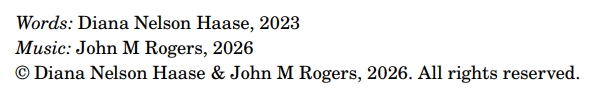 Words: Diana Nelson Haase, 2023
Music: John M Rogers, 2026
© Diana Nelson Haase & John M Rogers, 2026. All rights reserved.